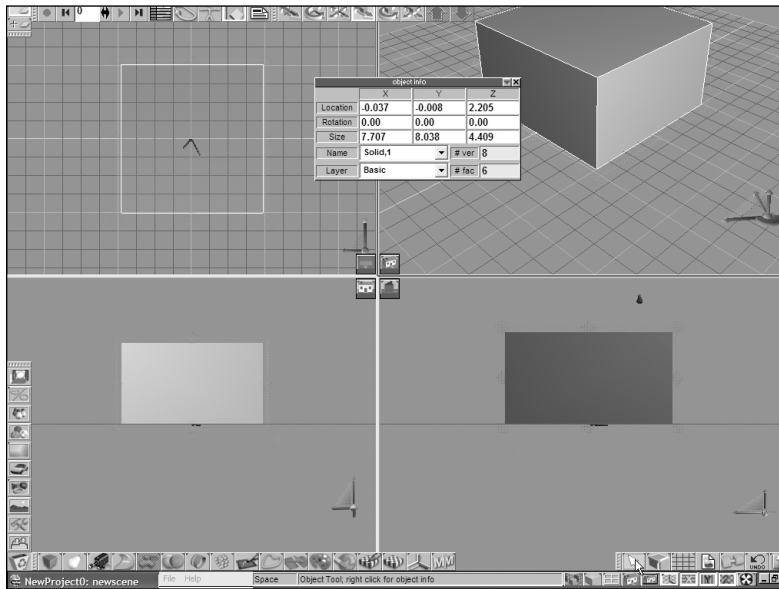 0
object info
X Y Z
Location -0.037 -0.008 2.205
Rotation 0.00 0.00 0.00
Size 7.707 8.038 4.409
Name Solid,1 # ver 8
Layer Basic # fac 6
UNDO
NewProject0: newscene File Help Space Object Tool; right click for object info